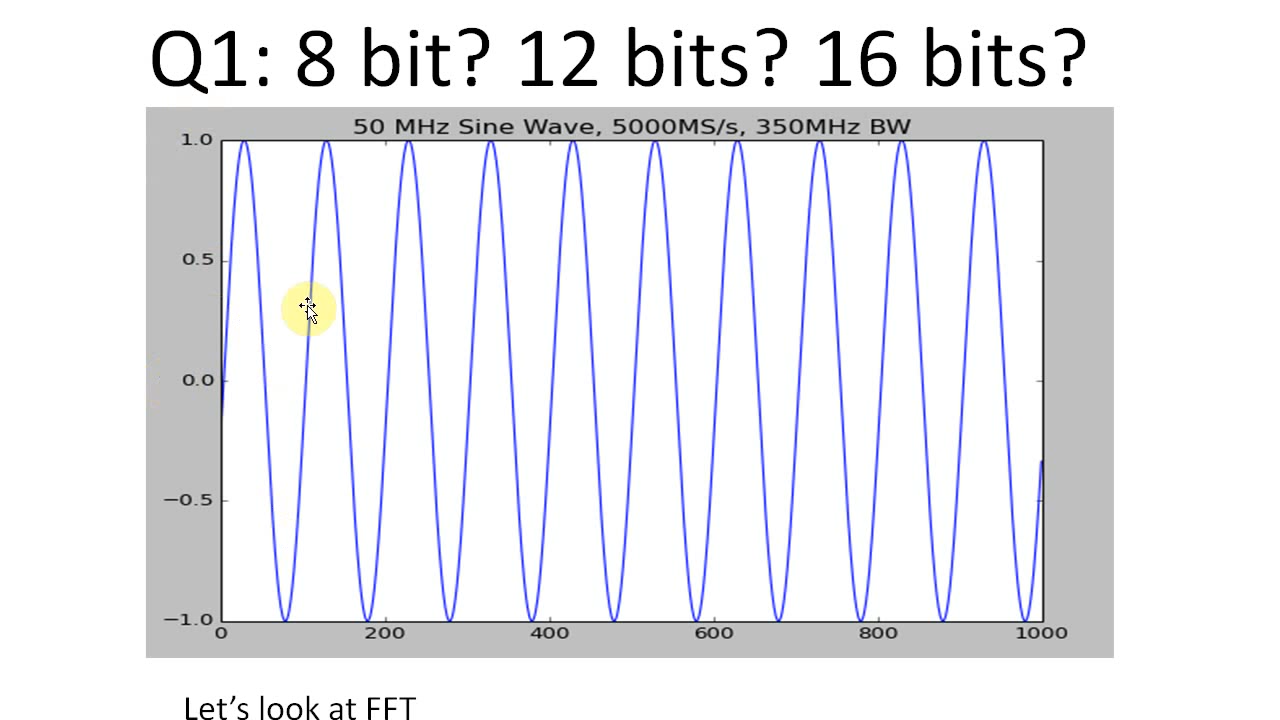 Q1: 8 bit? 12 bits? 16 bits?
50 MHz Sine Wave, 5000MS/s, 350MHz BW
1.0
0.5
0.0
−0.5
−1.0
0 200 400 600 800 1000
Let’s look at FFT